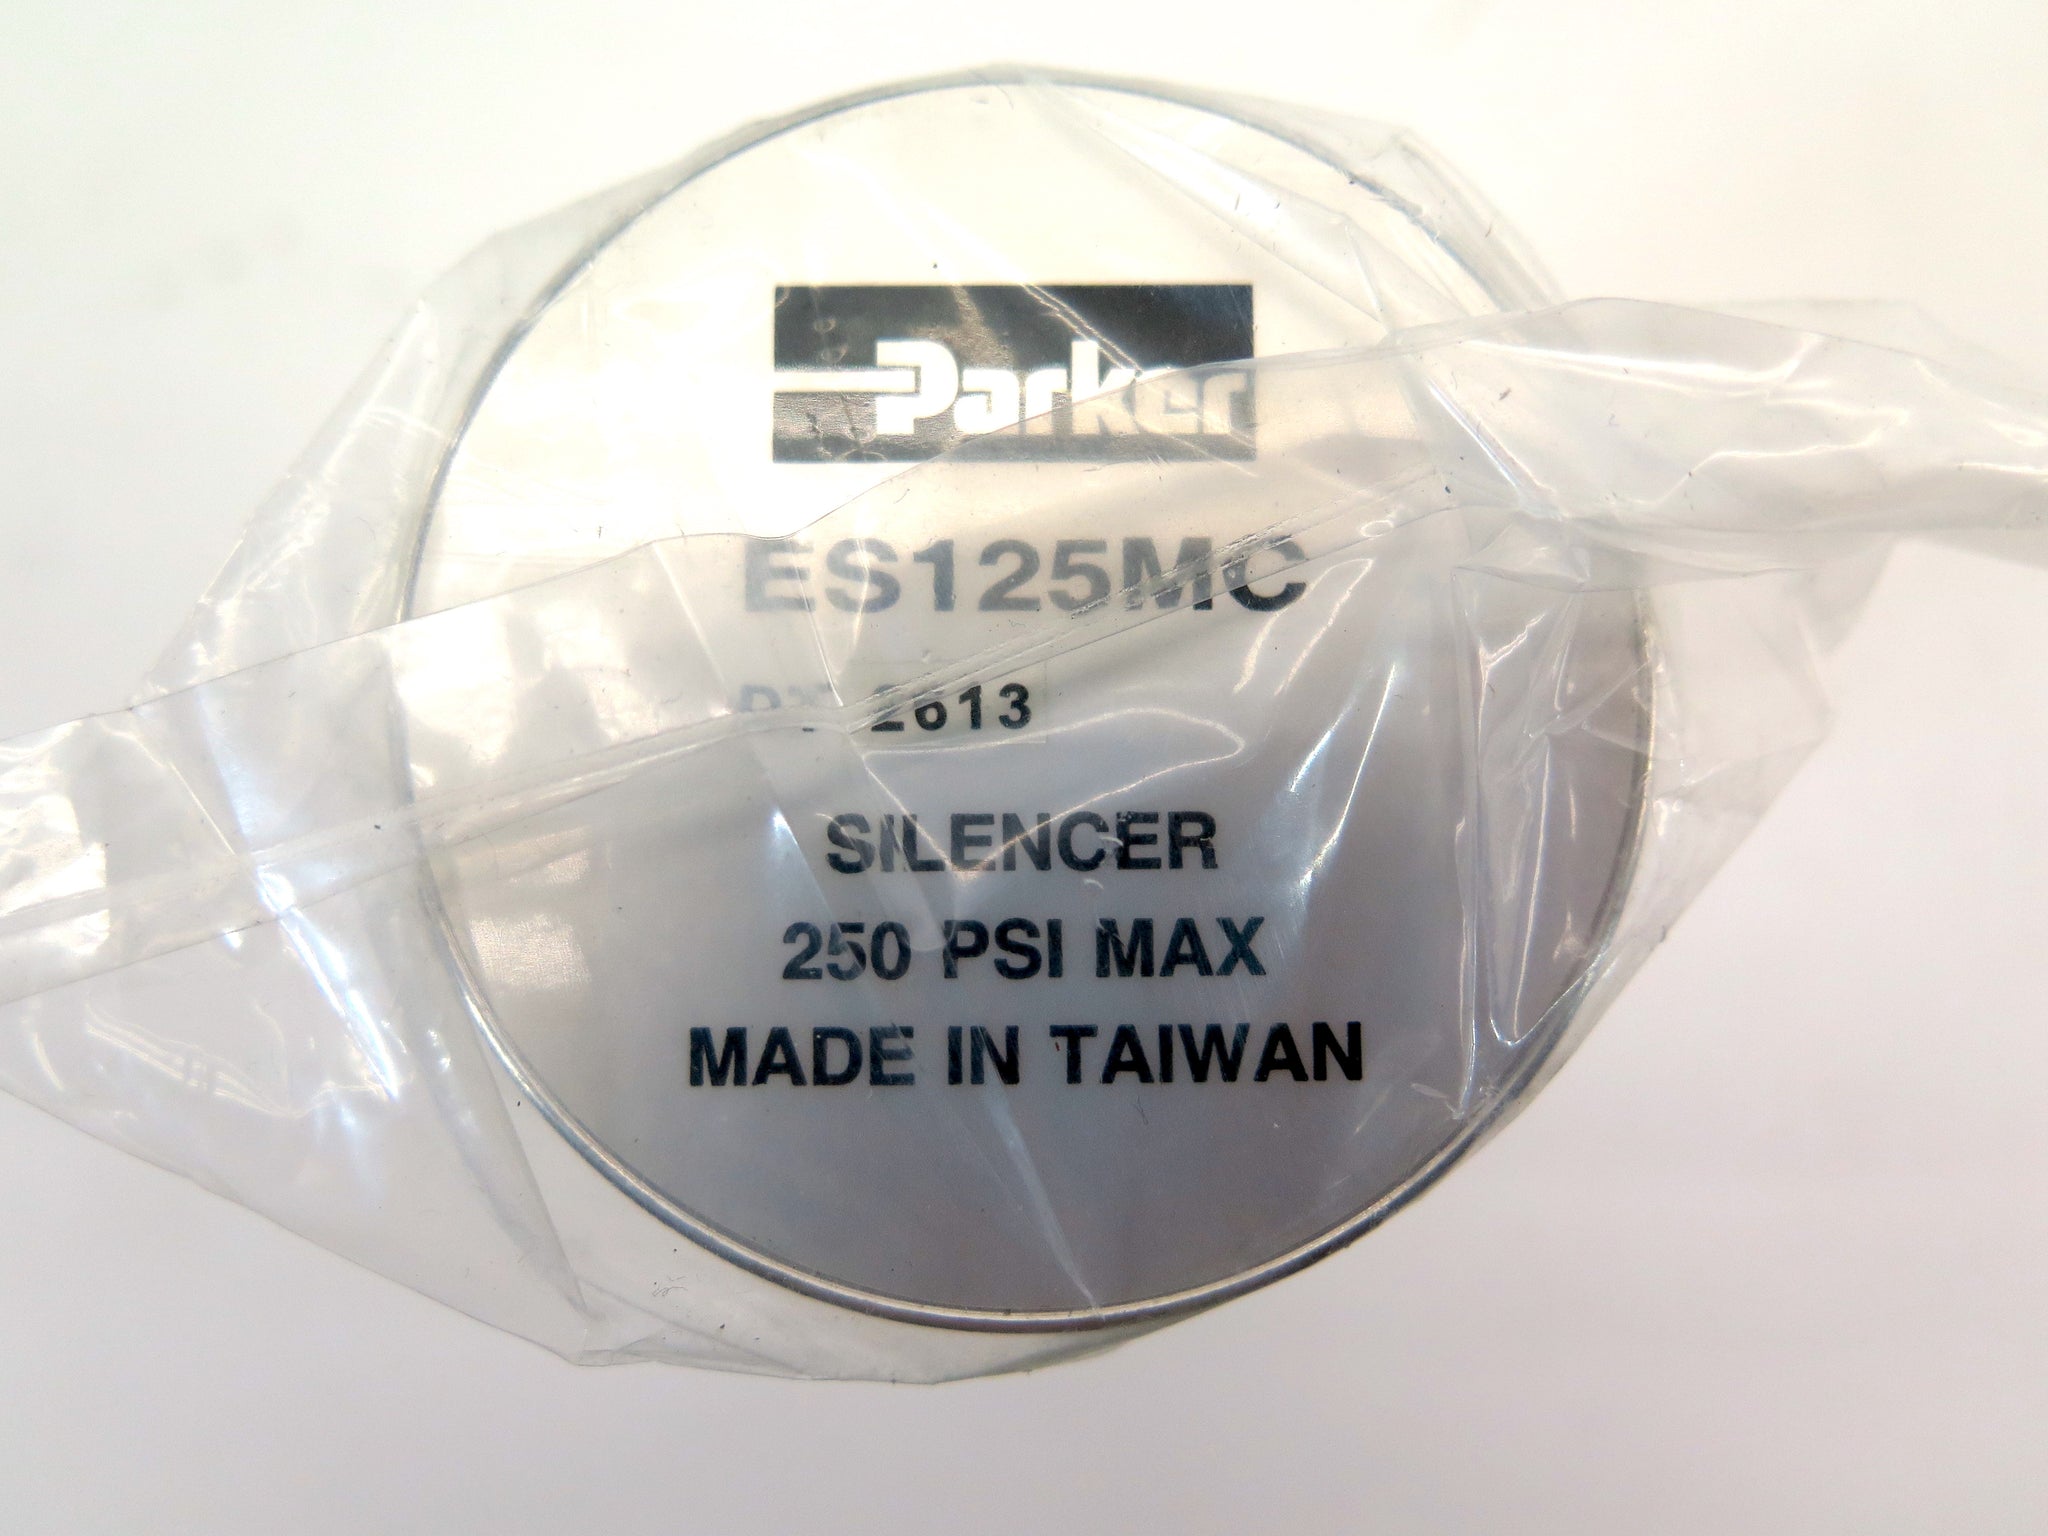 Parker
ES125MC
2613
SILENCER
250 PSI MAX
MADE IN TAIWAN